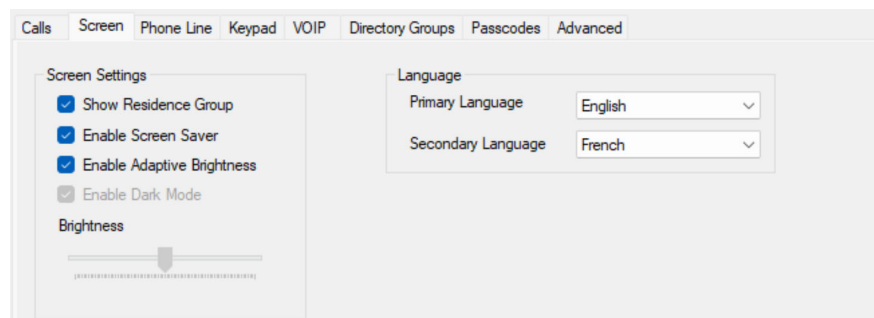 Calls Screen Phone Line Keypad VOIP Directory Groups Passcodes Advanced
Screen Settings
Show Residence Group
Enable Screen Saver
Enable Adaptive Brightness
Enable Dark Mode
Brightness
Language
Primary Language English
Secondary Language French